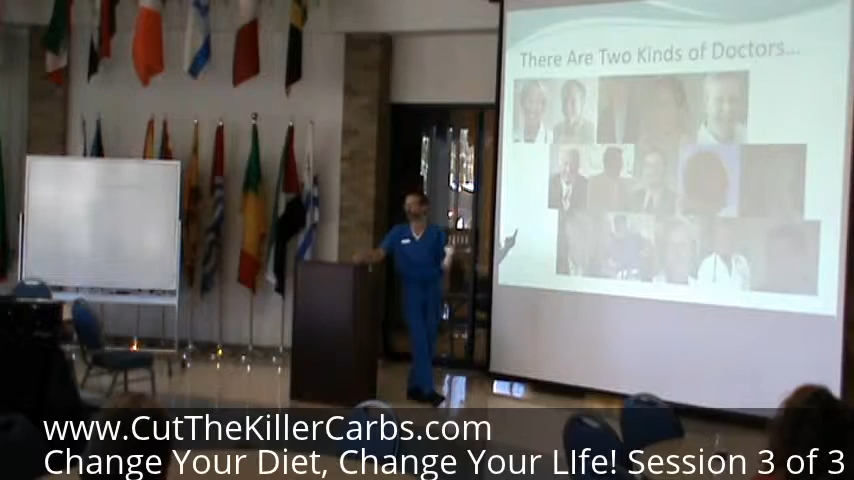 There Are Two Kinds of Doctors...
www.CutTheKillerCarbs.com
Change Your Diet, Change Your LIfe! Session 3 of 3